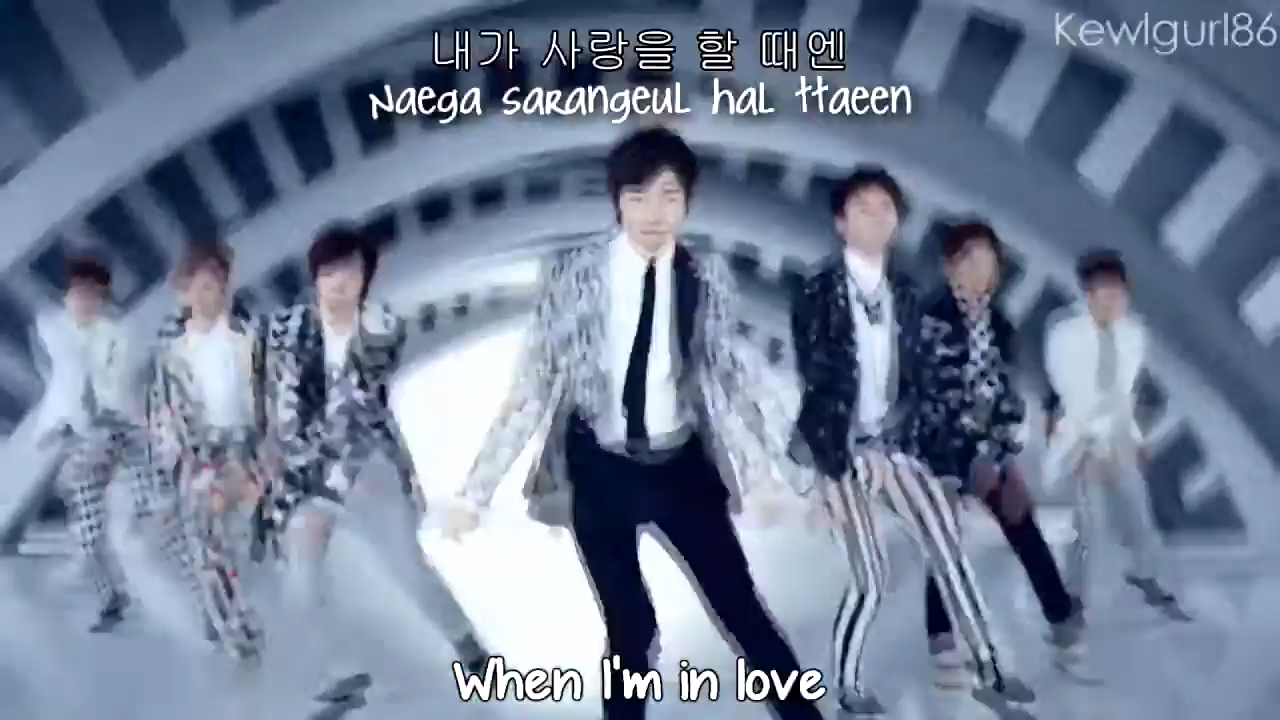 Kewlgurl86
내가 사랑을 할 때엔
Naega sarangeul hal ttaeen
When I'm in love